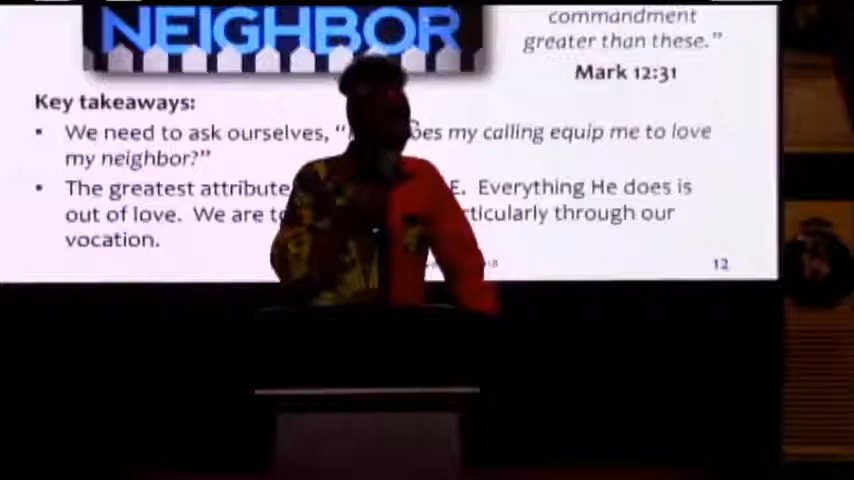 NEIGHBOR
commandment
greater than these.”
Mark 12:31
Key takeaways:
• We need to ask ourselves, “ my calling equip me to love
my neighbor?”
• The greatest attribute E. Everything He does is
out of love. We are through our
vocation.
12